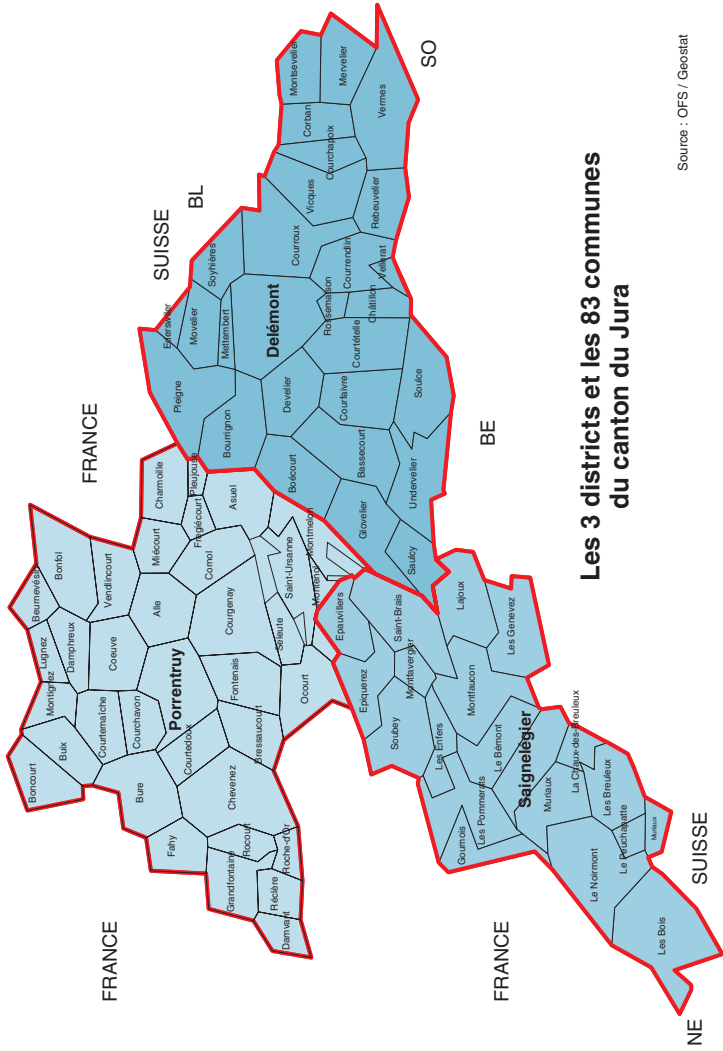 FRANCE
FRANCE
SUISSE
BL
SO
BE
FRANCE
SUISSE
NE
Boncourt
Buix
Montignez
Lugnez
Beurnevésin
Bonfol
Damphreux
Courtemaîche
Coeuve
Vendlincourt
Bure
Courchavon
Alle
Miécourt
Charmoille
Pleujouse
Fregiécourt
Fahy
Porrentruy
Courtedoux
Cornol
Asuel
Courgenay
Fontenais
Chevenez
Bressaucourt
Grandfontaine
Rocourt
Roche-d'Or
Réclère
Damvant
Seleute
Saint-Ursanne
Montmelon
Montenol
Ocourt
Ederswiler
Movelier
Soyhières
Mettembert
Pleigne
Bourrignon
Delémont
Develier
Boécourt
Courroux
Vicques
Courchapoix
Corban
Montsevelier
Mervelier
Vermes
Rebeuvelier
Courrendlin
Vellerat
Châtillon
Rossemaison
Courtételle
Courfaivre
Bassecourt
Glovelier
Soulce
Undervelier
Saulcy
Epauvillers
Epiquerez
Saint-Brais
Montfavergier
Soubey
Lajoux
Les Genevez
Montfaucon
Les Enfers
Le Bémont
Les Pommerats
Goumois
Saignelégier
Muriaux
La Chaux-des-Breuleux
Les Breuleux
Le Peuchapatte
Muriaux
Le Noirmont
Les Bois
Les 3 districts et les 83 communes
du canton du Jura
Source : OFS / Geostat